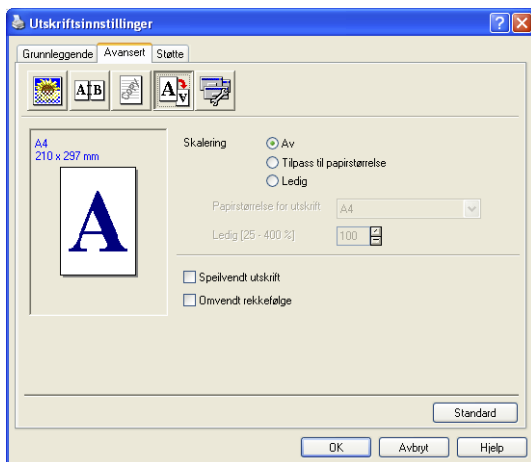 Utskriftsinnstillinger
Grunnleggende Avansert Støtte
A B
A A
A4
210 x 297 mm
A
Skalering Av
Tilpass til papirstørrelse
Ledig
Papirstørrelse for utskrift A4
Ledig [25 - 400 %] 100
Speilvendt utskrift
Omvendt rekkefølge
Standard
OK Avbryt Hjelp